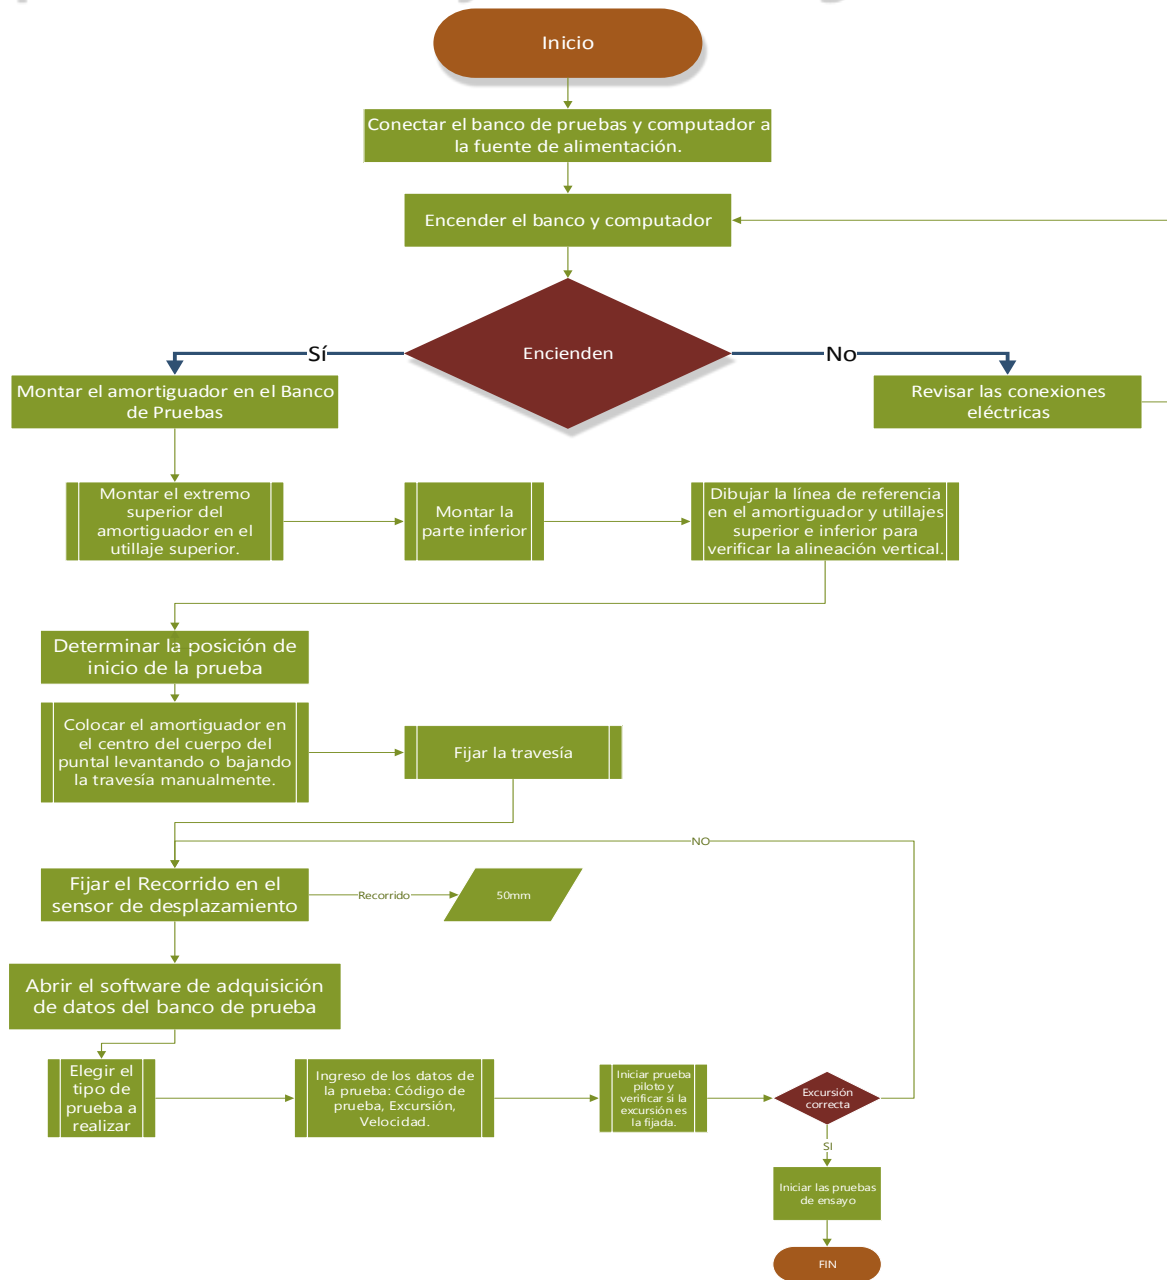 Inicio
Conectar el banco de pruebas y computador a
la fuente de alimentación.
Encender el banco y computador
Encienden
Sí
No
Montar el amortiguador en el Banco
de Pruebas
Revisar las conexiones
eléctricas
Montar el extremo
superior del
amortiguador en el
utillaje superior.
Montar la
parte inferior
Dibujar la línea de referencia
en el amortiguador y utillajes
superior e inferior para
verificar la alineación vertical.
Determinar la posición de
inicio de la prueba
Colocar el amortiguador en
el centro del cuerpo del
puntal levantando o bajando
la travesía manualmente.
Fijar la travesía
NO
Fijar el Recorrido en el
sensor de desplazamiento
Recorrido
50mm
Abrir el software de adquisición
de datos del banco de prueba
Elegir el
tipo de
prueba a
realizar
Ingreso de los datos de
la prueba: Código de
prueba, Excursión,
Velocidad.
Iniciar prueba
piloto y
verificar si la
excursión es
la fijada.
Excursión
correcta
SI
Iniciar las pruebas
de ensayo
FIN